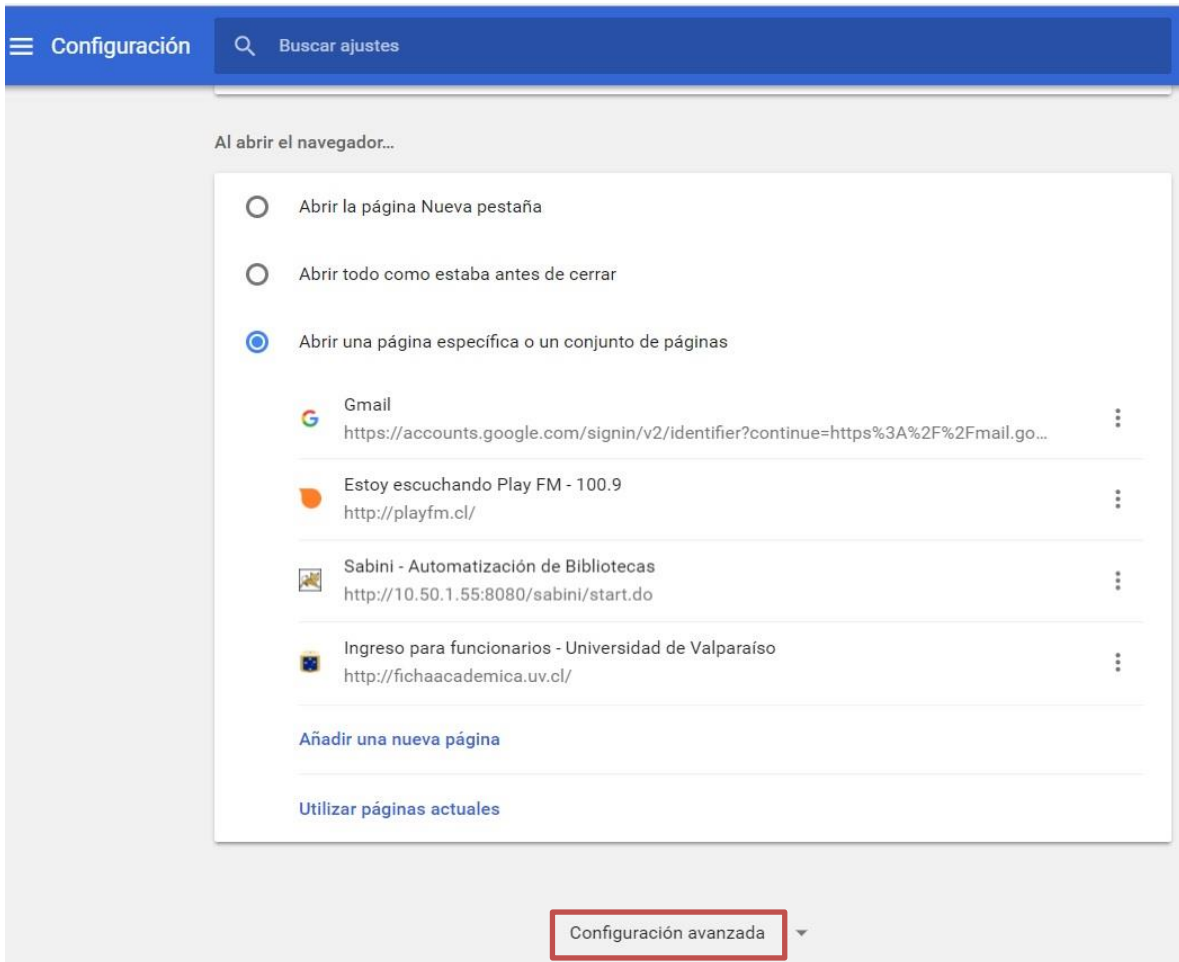 Configuración
Buscar ajustes
Al abrir el navegador...
Abrir la página Nueva pestaña
Abrir todo como estaba antes de cerrar
Abrir una página específica o un conjunto de páginas
Gmail
https://accounts.google.com/signin/v2/identifier?continue=https%3A%2F%2Fmail.go...
Estoy escuchando Play FM - 100.9
http://playfm.cl/
Sabini - Automatización de Bibliotecas
http://10.50.1.55:8080/sabini/start.do
Ingreso para funcionarios - Universidad de Valparaíso
http://fichaacademica.uv.cl/
Añadir una nueva página
Utilizar páginas actuales
Configuración avanzada